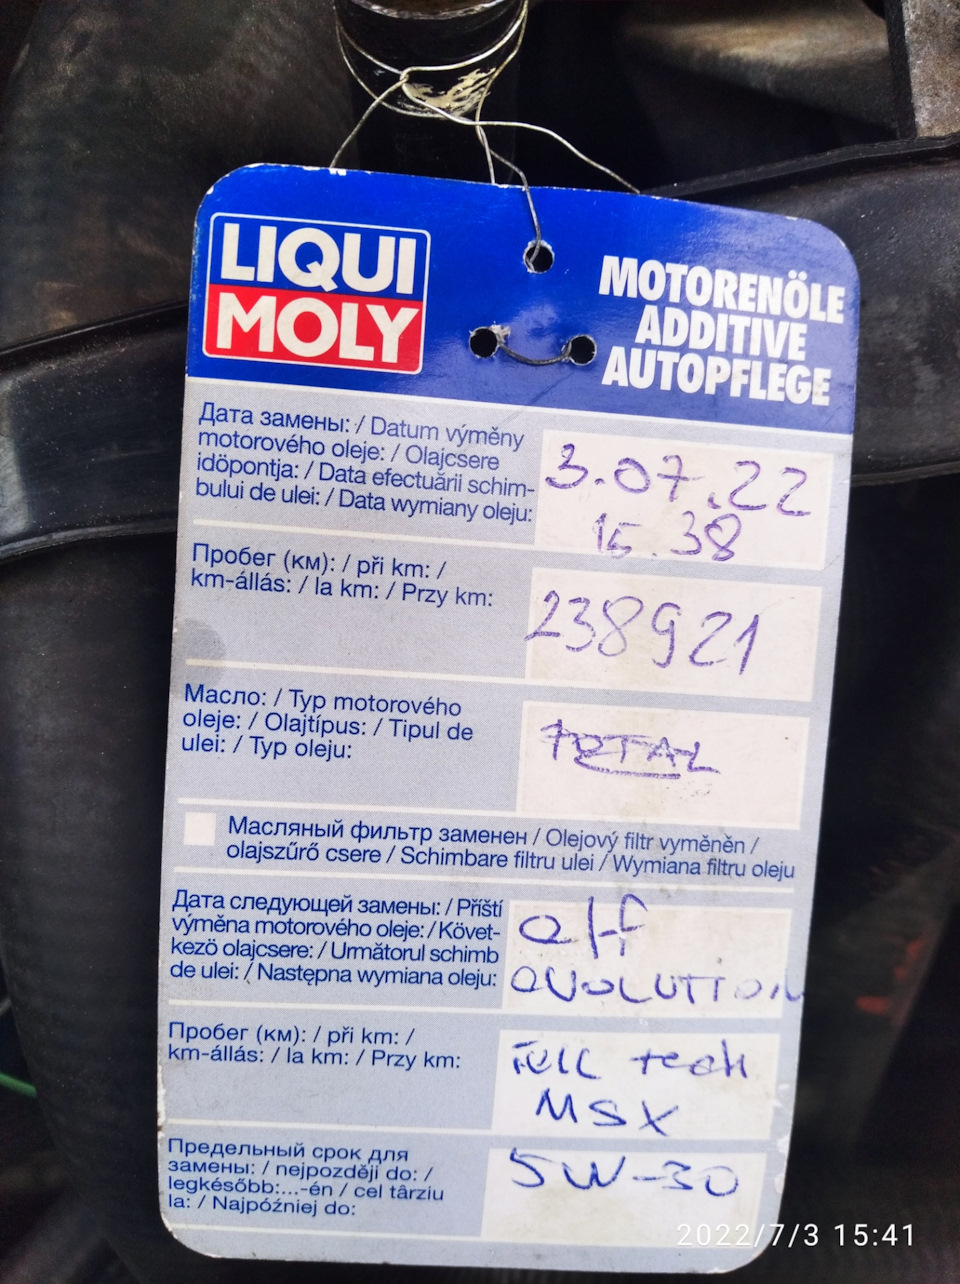 LIQUI
MOLY
MOTORENÖLE
ADDITIVE
AUTOPFLEGE
Дата замены: / Datum výměny
motorového oleje: / Olajcsere
idöpontja: / Data efectuării schim-
bului de ulei: / Data wymiany oleju:
3.07.22
15.38
Пробег (км): / při km: /
km-állás: / la km: / Przy km:
238921
Масло: / Typ motorového
oleje: / Olajtípus: / Tipul de
ulei: / Typ oleju:
TOTAL
Масляный фильтр заменен / Olejový filtr vyměněn /
olajszűrő csere / Schimbare filtru ulei / Wymiana filtru oleju
Дата следующей замены: / Příští
výměna motorového oleje: / Követ-
kezö olajcsere: / Următorul schimb
de ulei: / Następna wymiana oleju:
elf
evolution
Пробег (км): / při km: /
km-állás: / la km: / Przy km:
Full tech
MSX
Предельный срок для
замены: / nejpozději do: /
legkésőbb:...-én / cel târziu
la: / Najpóźniej do:
5W-30
2022/7/3 15:41